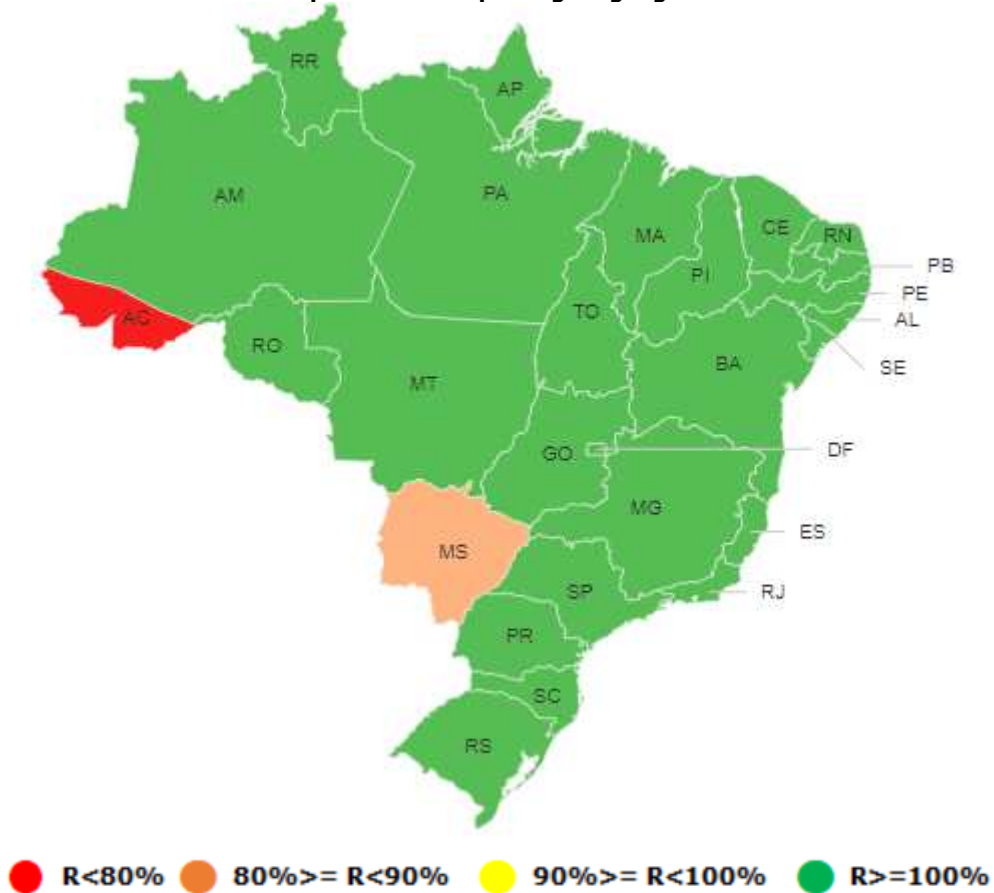 RR
AP
AM
PA
MA
CE
RN
PI
PB
PE
AL
SE
TO
AC
RO
MT
BA
GO
DF
MG
ES
MS
SP
RJ
PR
SC
RS
R<80% 80%>= R<90% 90%>= R<100% R>=100%